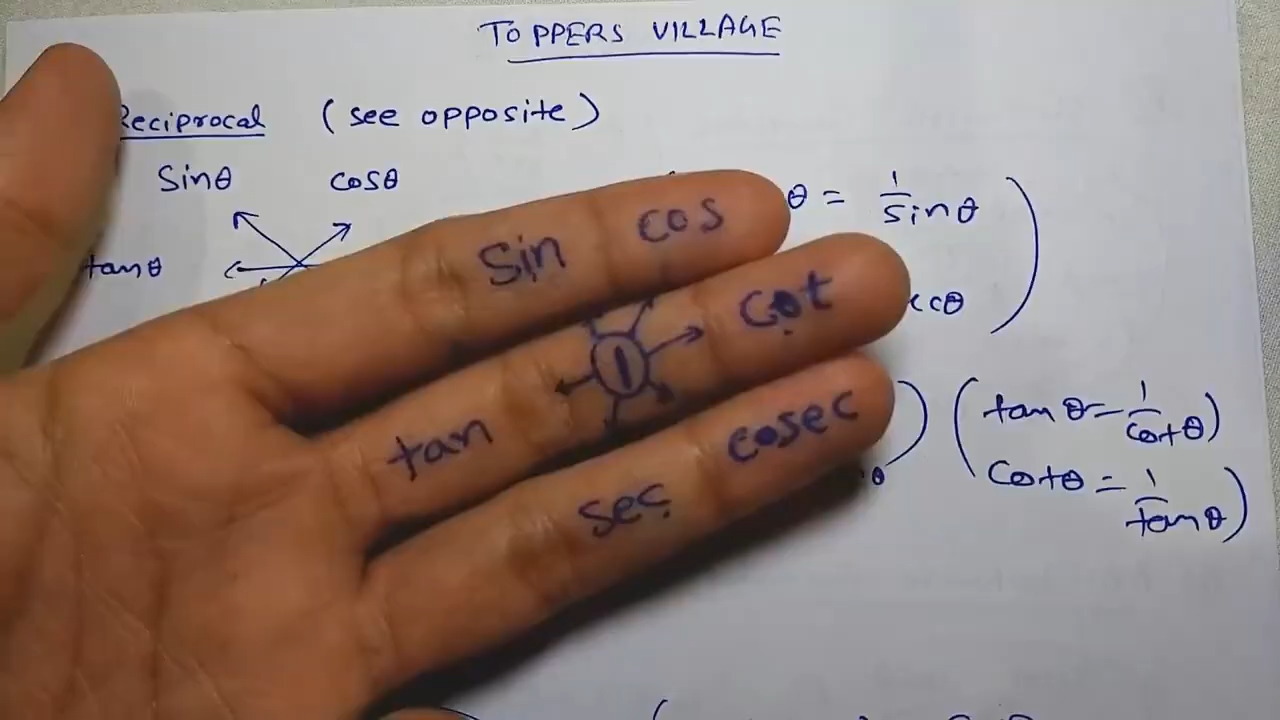 TOPPERS VILLAGE
Reciprocal (see opposite)
sinθ cosθ
θ = 1/sinθ
tanθ
sin cos
tan 1 cot
sec cosec
tanθ = 1/cotθ)
cotθ = 1/tanθ)